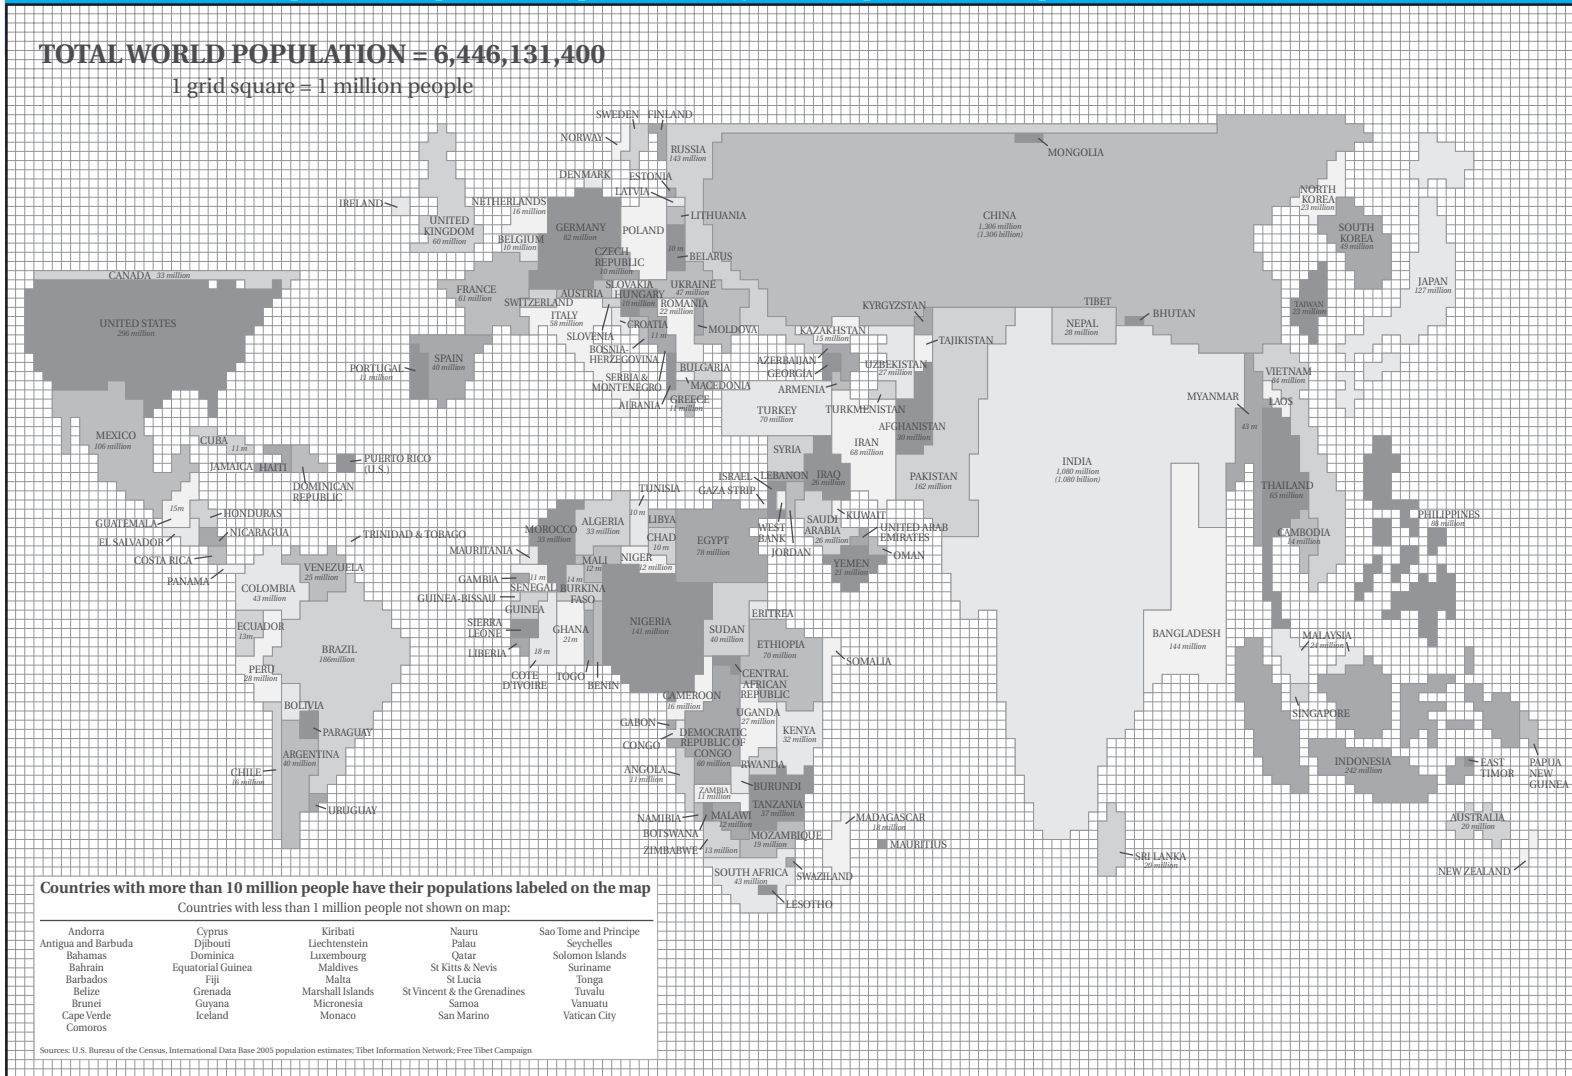 TOTAL WORLD POPULATION = 6,446,131,400
1 grid square = 1 million people
SWEDEN
FINLAND
NORWAY
RUSSIA
143 million
MONGOLIA
DENMARK
ESTONIA
LATVIA
IRELAND
NETHERLANDS
16 million
LITHUANIA
UNITED
KINGDOM
60 million
GERMANY
82 million
POLAND
BELGIUM
10 million
CZECH
REPUBLIC
10 million
10 m
BELARUS
CHINA
1,306 million
(1.306 billion)
NORTH
KOREA
23 million
SOUTH
KOREA
49 million
JAPAN
127 million
CANADA 33 million
UNITED STATES
296 million
FRANCE
61 million
SLOVAKIA
UKRAINE
47 million
AUSTRIA
HUNGARY
10 million
SWITZERLAND
ROMANIA
22 million
ITALY
58 million
CROATIA
11 m
MOLDOVA
SLOVENIA
BOSNIA-
HERZEGOVINA
KYRGYZSTAN
TIBET
BHUTAN
NEPAL
28 million
TAIWAN
23 million
KAZAKHSTAN
15 million
TAJIKISTAN
PORTUGAL
11 million
SPAIN
40 million
SERBIA &
MONTENEGRO
BULGARIA
MACEDONIA
ALBANIA
GREECE
11 million
AZERBAIJAN
GEORGIA
ARMENIA
UZBEKISTAN
27 million
TURKEY
70 million
TURKMENISTAN
AFGHANISTAN
30 million
VIETNAM
84 million
MYANMAR
LAOS
43 m
MEXICO
106 million
CUBA
11 m
JAMAICA
HAITI
PUERTO RICO
(U.S.)
DOMINICAN
REPUBLIC
SYRIA
IRAN
68 million
ISRAEL
LEBANON
IRAQ
26 million
GAZA STRIP
PAKISTAN
162 million
INDIA
1,080 million
(1.080 billion)
THAILAND
65 million
15m
GUATEMALA
HONDURAS
EL SALVADOR
NICARAGUA
COSTA RICA
PANAMA
TRINIDAD & TOBAGO
TUNISIA
10 m
MOROCCO
33 million
ALGERIA
33 million
LIBYA
CHAD
10 m
EGYPT
78 million
WEST
BANK
JORDAN
SAUDI
ARABIA
26 million
KUWAIT
UNITED ARAB
EMIRATES
OMAN
YEMEN
21 million
CAMBODIA
14 million
PHILIPPINES
88 million
MAURITANIA
MALI
12 m
NIGER
12 million
COLOMBIA
43 million
VENEZUELA
25 million
GAMBIA
11 m
SENEGAL
14 m
BURKINA
FASO
GUINEA-BISSAU
GUINEA
SIERRA
LEONE
LIBERIA
GHANA
21m
18 m
COTE
D'IVOIRE
TOGO
BENIN
NIGERIA
141 million
SUDAN
40 million
ERITREA
ETHIOPIA
70 million
SOMALIA
CENTRAL
AFRICAN
REPUBLIC
ECUADOR
13m
BRAZIL
186million
PERU
28 million
BOLIVIA
PARAGUAY
ARGENTINA
40 million
CHILE
16 million
URUGUAY
CAMEROON
16 million
GABON
CONGO
DEMOCRATIC
REPUBLIC OF
CONGO
60 million
UGANDA
27 million
KENYA
32 million
BANGLADESH
144 million
MALAYSIA
24 million
SINGAPORE
INDONESIA
242 million
EAST
TIMOR
PAPUA
NEW
GUINEA
ANGOLA
11 million
RWANDA
BURUNDI
ZAMBIA
11 million
TANZANIA
37 million
NAMIBIA
MALAWI
12 million
BOTSWANA
ZIMBABWE
13 million
MOZAMBIQUE
19 million
MADAGASCAR
18 million
MAURITIUS
SOUTH AFRICA
43 million
SWAZILAND
LESOTHO
SRI LANKA
20 million
AUSTRALIA
20 million
NEW ZEALAND
Countries with more than 10 million people have their populations labeled on the map
Countries with less than 1 million people not shown on map:
Andorra
Antigua and Barbuda
Bahamas
Bahrain
Barbados
Belize
Brunei
Cape Verde
Comoros
Cyprus
Djibouti
Dominica
Equatorial Guinea
Fiji
Grenada
Guyana
Iceland
Kiribati
Liechtenstein
Luxembourg
Maldives
Malta
Marshall Islands
Micronesia
Monaco
Nauru
Palau
Qatar
St Kitts & Nevis
St Lucia
St Vincent & the Grenadines
Samoa
San Marino
Sao Tome and Principe
Seychelles
Solomon Islands
Suriname
Tonga
Tuvalu
Vanuatu
Vatican City
Sources: U.S. Bureau of the Census, International Data Base 2005 population estimates; Tibet Information Network; Free Tibet Campaign